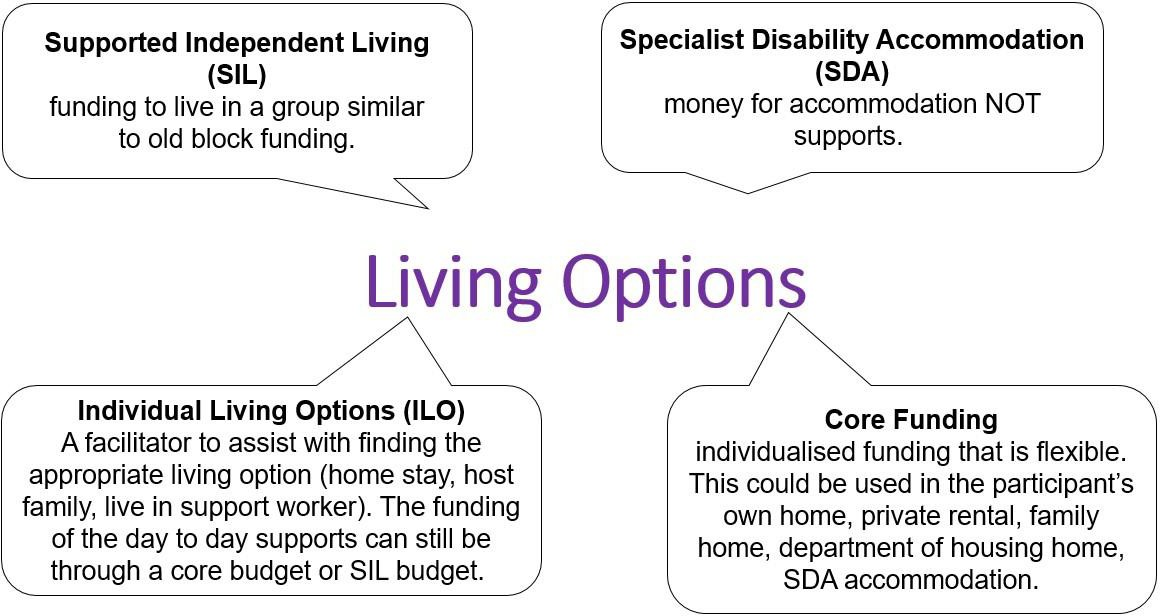 Supported Independent Living
(SIL)
funding to live in a group similar
to old block funding.
Specialist Disability Accommodation
(SDA)
money for accommodation NOT
supports.
Living Options
Individual Living Options (ILO)
A facilitator to assist with finding the
appropriate living option (home stay, host
family, live in support worker). The funding
of the day to day supports can still be
through a core budget or SIL budget.
Core Funding
individualised funding that is flexible.
This could be used in the participant’s
own home, private rental, family
home, department of housing home,
SDA accommodation.